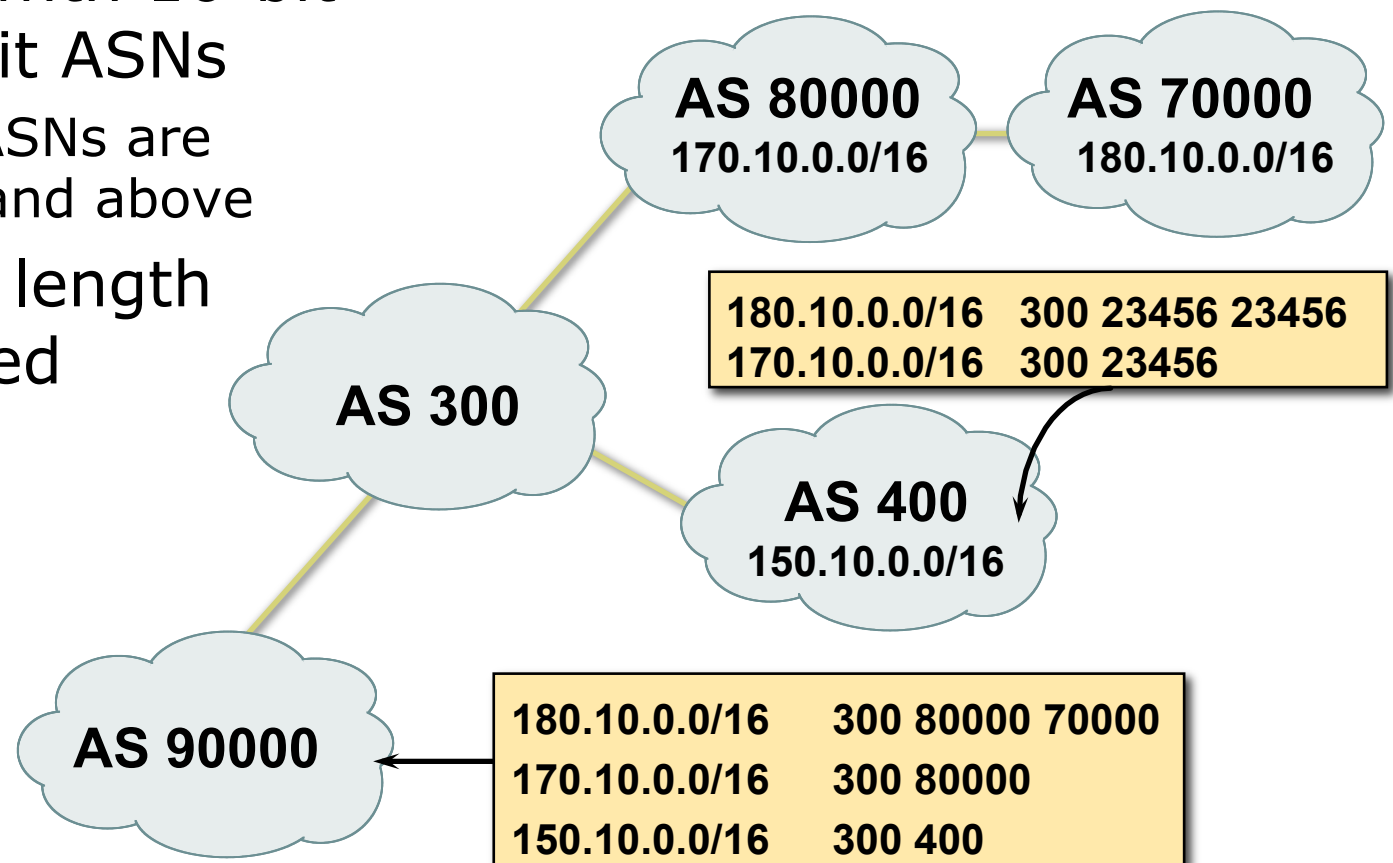 it ASNs
ASNs are
and above
length
ed
AS 80000
170.10.0.0/16
AS 70000
180.10.0.0/16
180.10.0.0/16 300 23456 23456
170.10.0.0/16 300 23456
AS 300
AS 400
150.10.0.0/16
AS 90000
180.10.0.0/16 300 80000 70000
170.10.0.0/16 300 80000
150.10.0.0/16 300 400